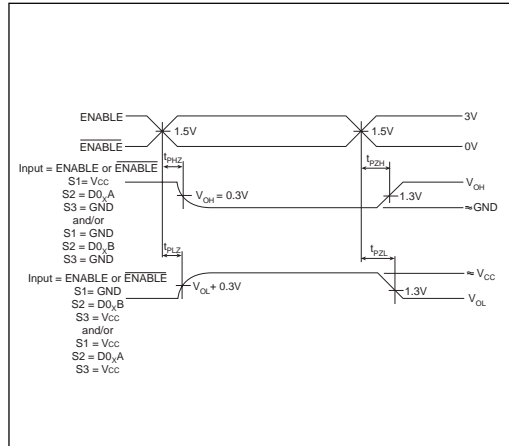 ENABLE
3V
1.5V
1.5V
ENABLE
0V
tPHZ
tPZH
Input = ENABLE or ENABLE
S1= VCC
S2 = D0XA
S3 = GND
and/or
S1 = GND
S2 = D0XB
S3 = GND
VOH = 0.3V
VOH
1.3V
≈GND
tPLZ
tPZL
Input = ENABLE or ENABLE
S1= GND
S2 = D0XB
S3 = VCC
and/or
S1 = VCC
S2 = D0XA
S3 = VCC
VOL + 0.3V
≈ VCC
1.3V
VOL